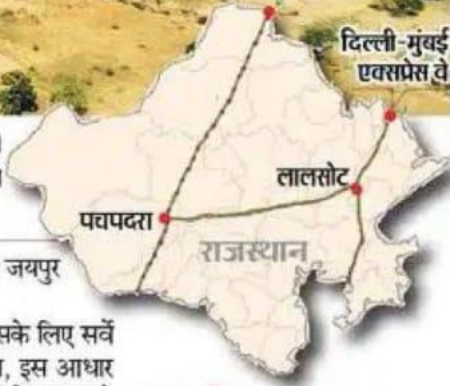 दिल्ली-मुंबई
एक्सप्रेस वे
लालसोट
पचपदरा
राजस्थान
जयपुर
सके लिए सर्वे
इस आधार